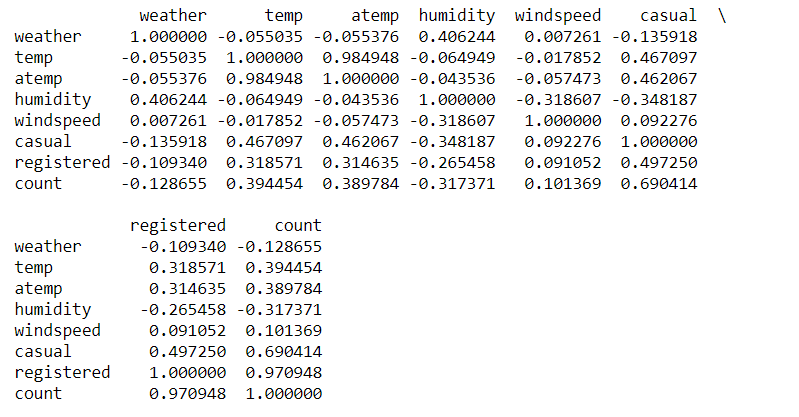 weather      temp     atemp  humidity  windspeed    casual  \
weather    1.000000 -0.055035 -0.055376  0.406244   0.007261 -0.135918
temp      -0.055035  1.000000  0.984948 -0.064949  -0.017852  0.467097
atemp     -0.055376  0.984948  1.000000 -0.043536  -0.057473  0.462067
humidity   0.406244 -0.064949 -0.043536  1.000000  -0.318607 -0.348187
windspeed  0.007261 -0.017852 -0.057473 -0.318607   1.000000  0.092276
casual    -0.135918  0.467097  0.462067 -0.348187   0.092276  1.000000
registered -0.109340  0.318571  0.314635 -0.265458   0.091052  0.497250
count     -0.128655  0.394454  0.389784 -0.317371   0.101369  0.690414

           registered     count
weather     -0.109340 -0.128655
temp         0.318571  0.394454
atemp        0.314635  0.389784
humidity    -0.265458 -0.317371
windspeed    0.091052  0.101369
casual       0.497250  0.690414
registered   1.000000  0.970948
count        0.970948  1.000000